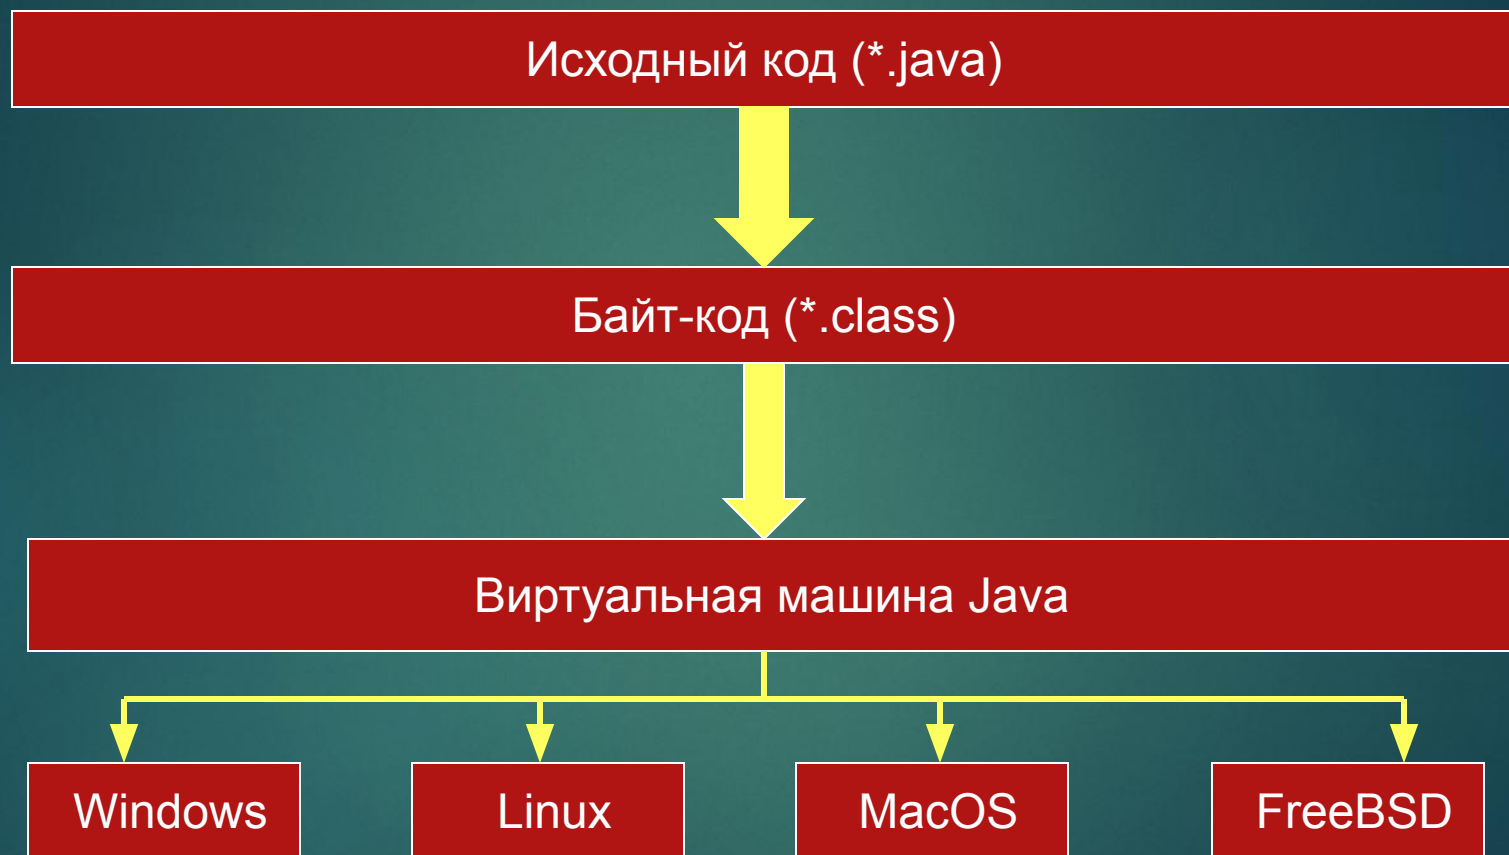 Исходный код (*.java)
Байт-код (*.class)
Виртуальная машина Java
Windows
Linux
MacOS
FreeBSD